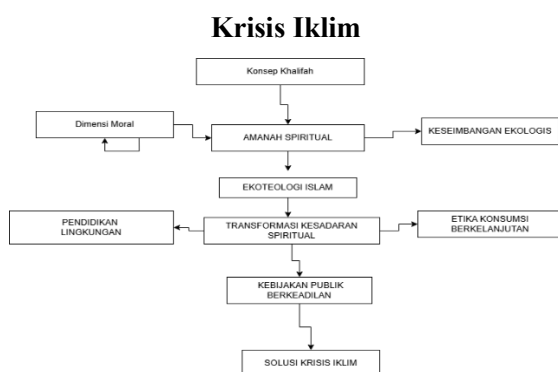 Krisis Iklim
Konsep Khalifah
Dimensi Moral
AMANAH SPIRITUAL
KESEIMBANGAN EKOLOGIS
EKOTEOLOGI ISLAM
PENDIDIKAN
LINGKUNGAN
TRANSFORMASI KESADARAN
SPIRITUAL
ETIKA KONSUMSI
BERKELANJUTAN
KEBIJAKAN PUBLIK
BERKEADILAN
SOLUSI KRISIS IKLIM